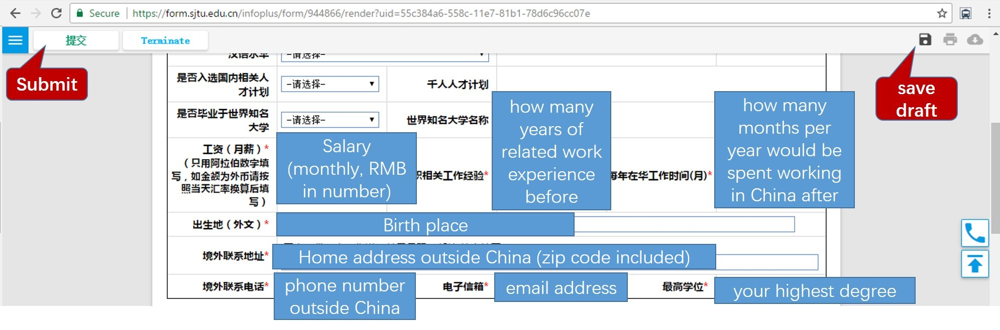 Secure https://form.sjtu.edu.cn/infoplus/form/944866/render?uid=55c384a6-558c-11e7-81b1-78d6c96cc07e
提交 Terminate
Submit
save
draft
汉语水平 -请选择-
是否入选国内相关人
才计划
-请选择-
千人人才计划
是否毕业于世界知名
大学
-请选择-
世界知名大学名称
工资（月薪）*
（只用阿拉伯数字填
写，如金额为外币请按
照当天汇率换算后填
写）
Salary
(monthly, RMB
in number)
职相关工作经验*
how many
years of
related work
experience
before
每年在华工作时间(月)*
how many
months per
year would be
spent working
in China after
出生地（外文）*
Birth place
境外联系地址*
Home address outside China (zip code included)
境外联系电话*
phone number
outside China
电子信箱*
email address
最高学位*
your highest degree